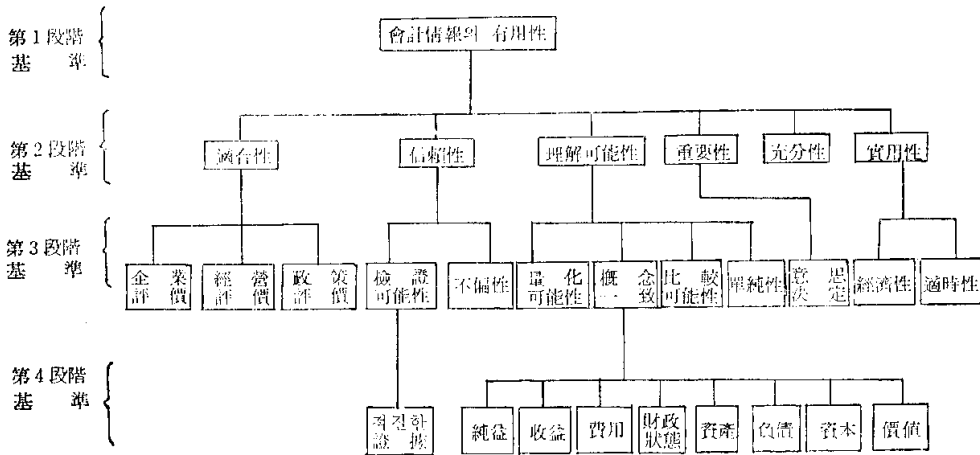 會計情報의 有用性
第1段階
基 準
第2段階
基 準
適合性
信賴性
理解可能性
重要性
充分性
實用性
第3段階
基 準
企 業
評 價
經 營
評 價
政 策
評 價
檢 證
可能性
不偏性
量 化
可能性
槪 念
一 致
比 較
可能性
單純性
意 思
決 定
經濟性
適時性
第4段階
基 準
적절한
證 據
純益
收益
費用
財政
狀態
資產
負債
資本
價値